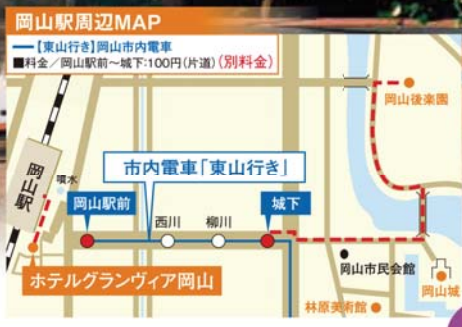 岡山駅周辺MAP
【東山行き】岡山市内電車
■料金／岡山駅前～城下:100円(片道)(別料金)
岡山後楽園
岡山駅
噴水
市内電車「東山行き」
岡山駅前
西川
柳川
城下
ホテルグランヴィア岡山
岡山市民会館
岡山城
林原美術館